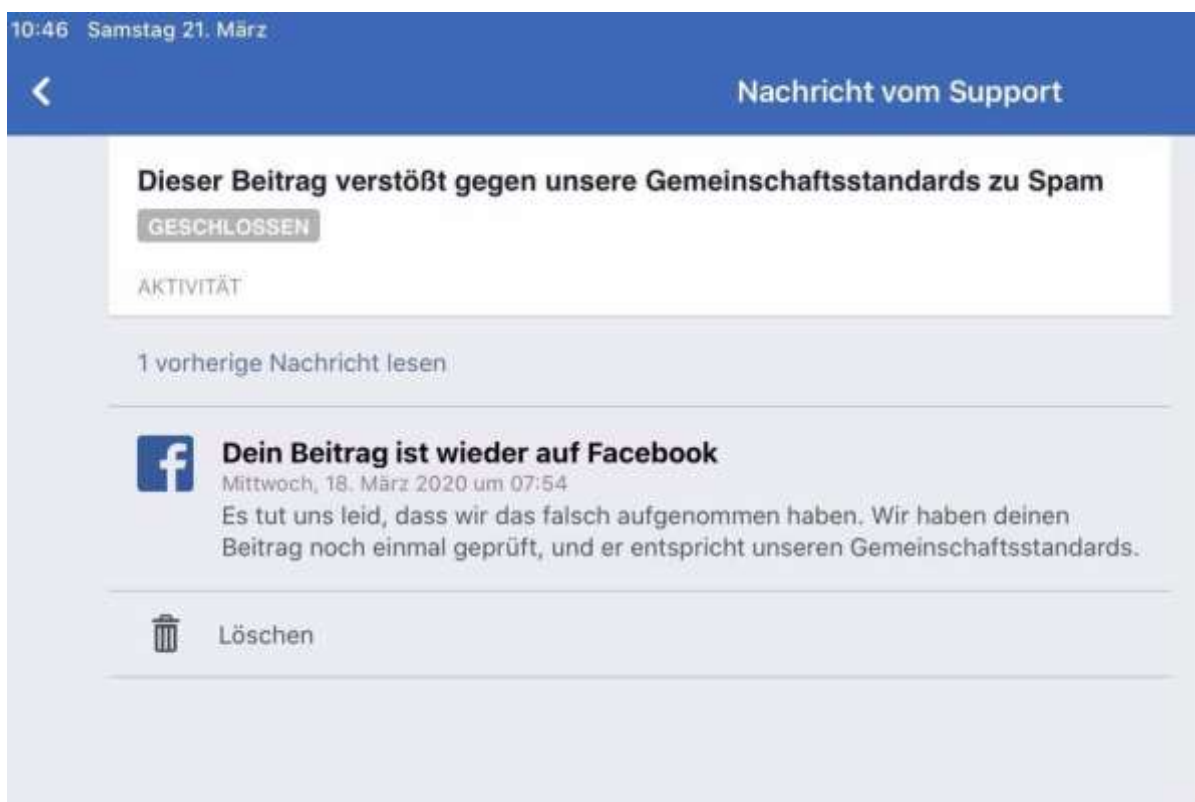 10:46 Samstag 21. März
Nachricht vom Support
Dieser Beitrag verstößt gegen unsere Gemeinschaftsstandards zu Spam
GESCHLOSSEN
AKTIVITÄT
1 vorherige Nachricht lesen
Dein Beitrag ist wieder auf Facebook
Mittwoch, 18. März 2020 um 07:54
Es tut uns leid, dass wir das falsch aufgenommen haben. Wir haben deinen
Beitrag noch einmal geprüft, und er entspricht unseren Gemeinschaftsstandards.
Löschen